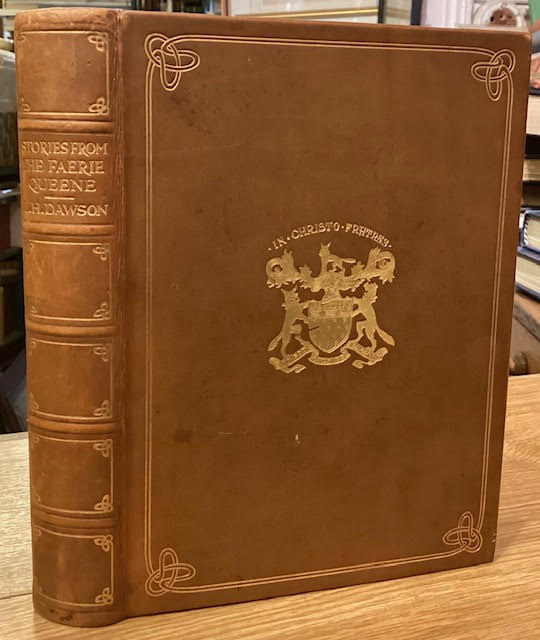 STORIES FROM
THE FAERIE
QUEENE
L.H.DAWSON
·IN·CHRISTO·FRATRES·